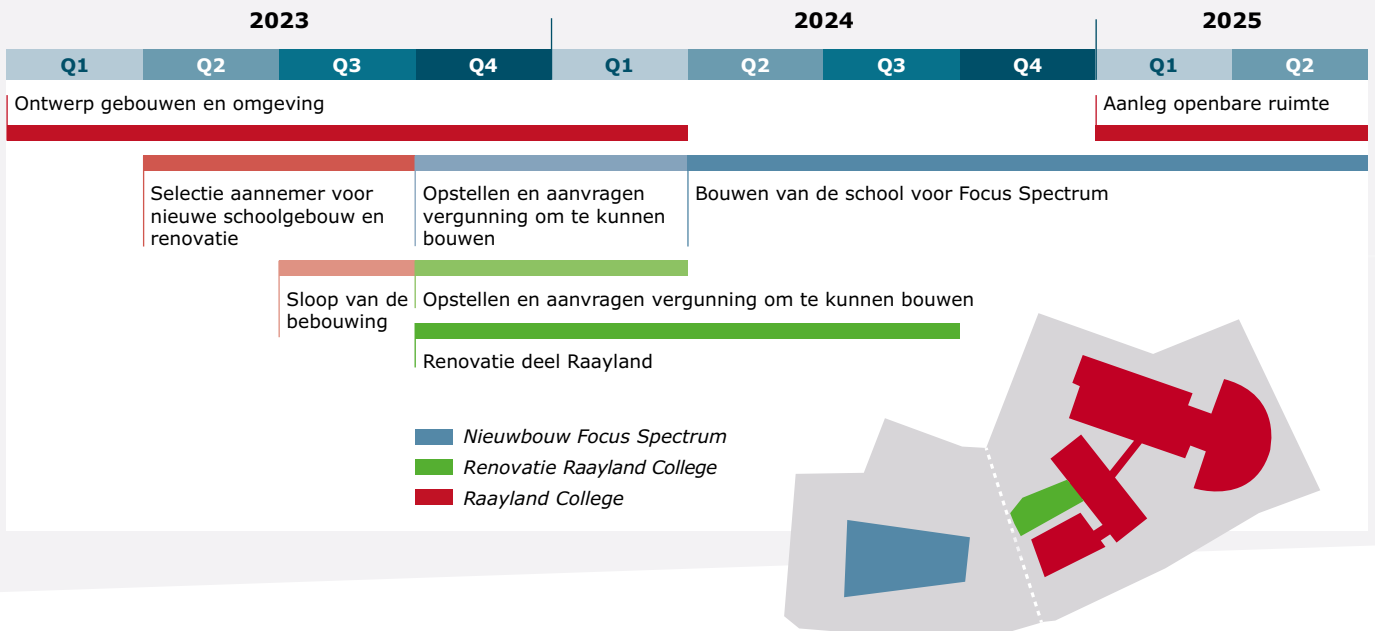 2023
2024
2025
Q1
Q2
Q3
Q4
Q1
Q2
Q3
Q4
Q1
Q2
Ontwerp gebouwen en omgeving
Aanleg openbare ruimte
Selectie aannemer voor
nieuwe schoolgebouw en
renovatie
Opstellen en aanvragen
vergunning om te kunnen
bouwen
Bouwen van de school voor Focus Spectrum
Sloop van de
bebouwing
Opstellen en aanvragen vergunning om te kunnen bouwen
Renovatie deel Raayland
Nieuwbouw Focus Spectrum
Renovatie Raayland College
Raayland College